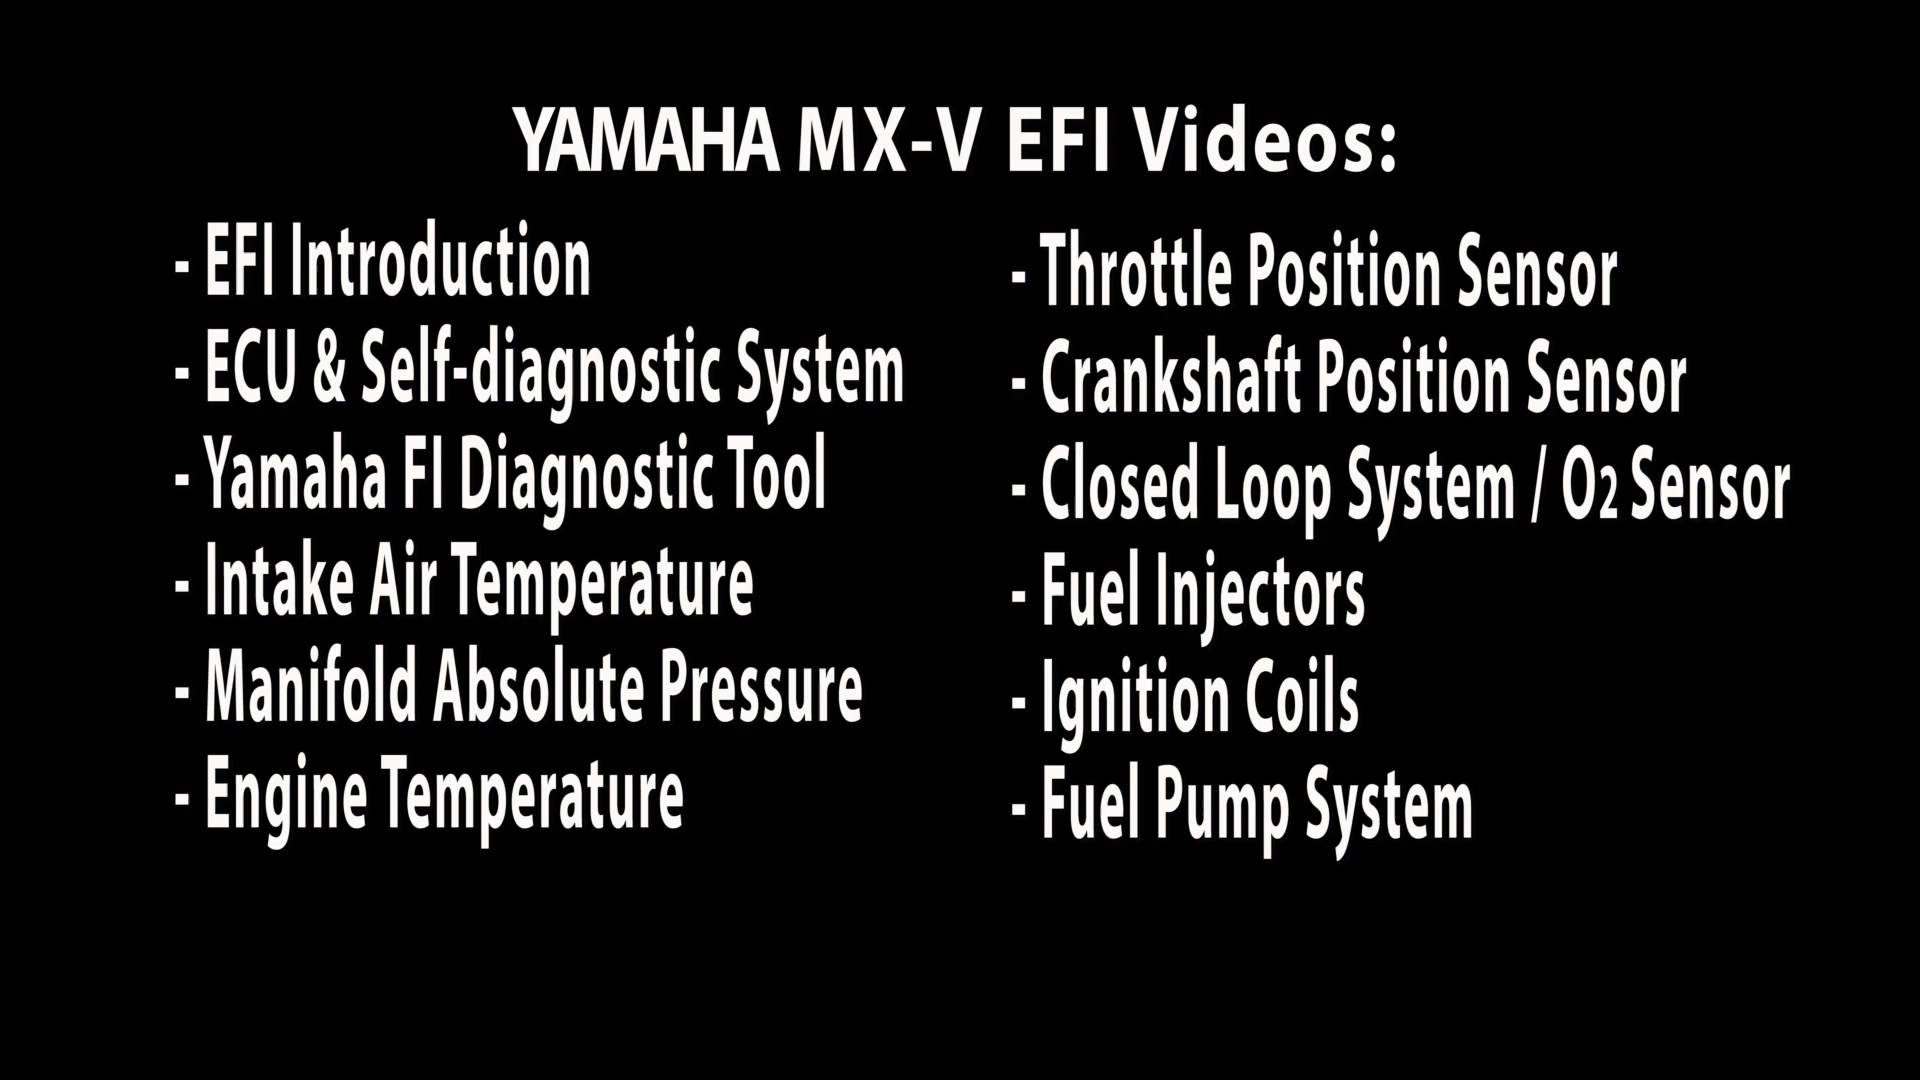 YAMAHA MX-V EFI Videos:
- EFI Introduction
- ECU & Self-diagnostic System
- Yamaha FI Diagnostic Tool
- Intake Air Temperature
- Manifold Absolute Pressure
- Engine Temperature
- Throttle Position Sensor
- Crankshaft Position Sensor
- Closed Loop System / O2 Sensor
- Fuel Injectors
- Ignition Coils
- Fuel Pump System